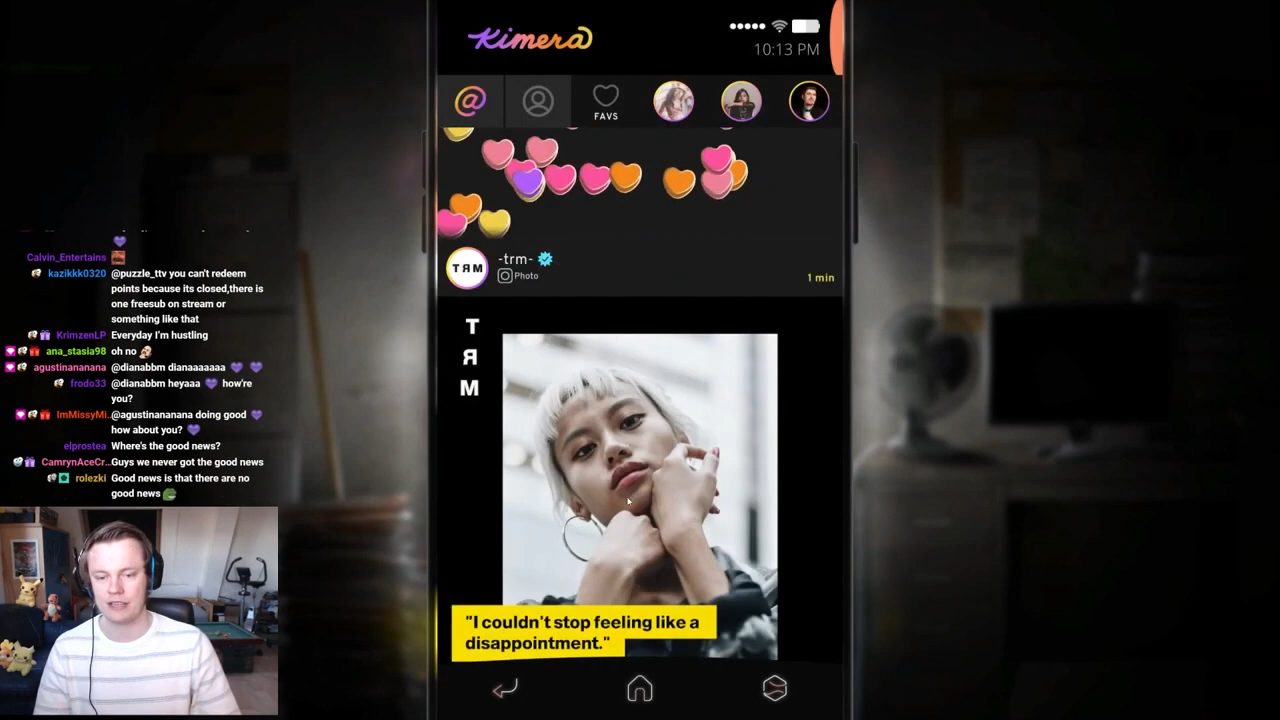 Kimera
10:13 PM
@
FAVS
-trm-
Photo
1 min
TЯM
T
Я
M
"I couldn't stop feeling like a
disappointment."
Calvin_Entertains
kazikkk0320 @puzzle_ttv you can't redeem
points because its closed,there is
one freesub on stream or
something like that
KrimzenLP Everyday I'm hustling
ana_stasia98 oh no
agustinananana @dianabbm dianaaaaaaa
frodo33 @dianabbm heyaaa how're
you?
ImMissyMi.. @agustinananana doing good
how about you?
elprostea Where's the good news?
CamrynAceCr.. Guys we never got the good news
rolezki Good news is that there are no
good news